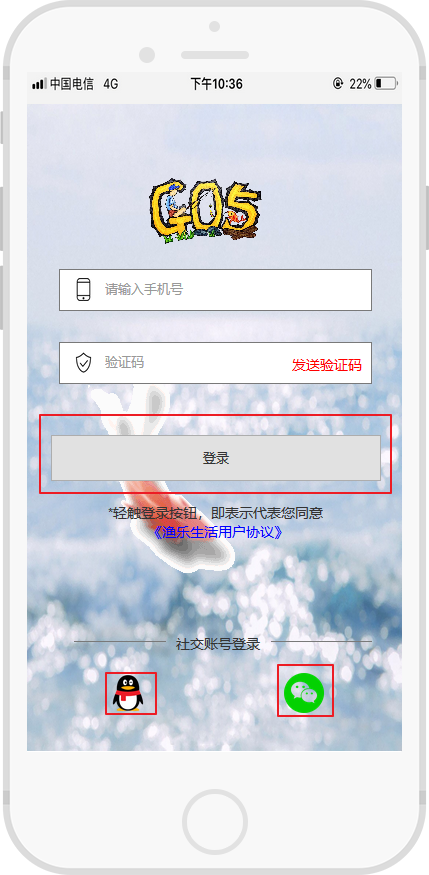 中国电信 4G 下午10:36 22%
GO5
请输入手机号
验证码 发送验证码
登录
*轻触登录按钮，即表示代表您同意
《渔乐生活用户协议》
社交账号登录